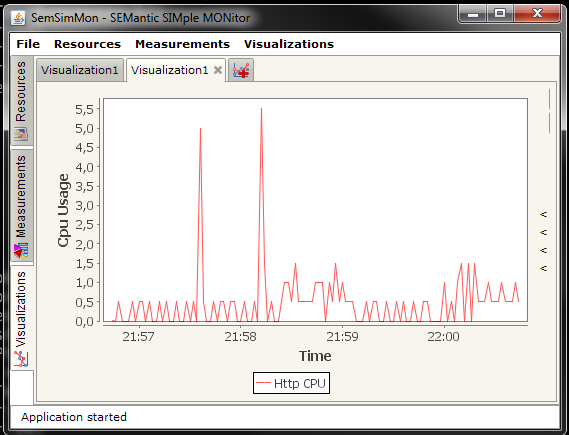 SemSimMon - SEMantic SIMple MONitor
File Resources Measurements Visualizations
Resources
Measurements
Visualizations
Visualization1 Visualization1
Cpu Usage
5,5
5,0
4,5
4,0
3,5
3,0
2,5
2,0
1,5
1,0
0,5
0,0
21:57 21:58 21:59 22:00
Time
Http CPU
<
<
<
<
Application started